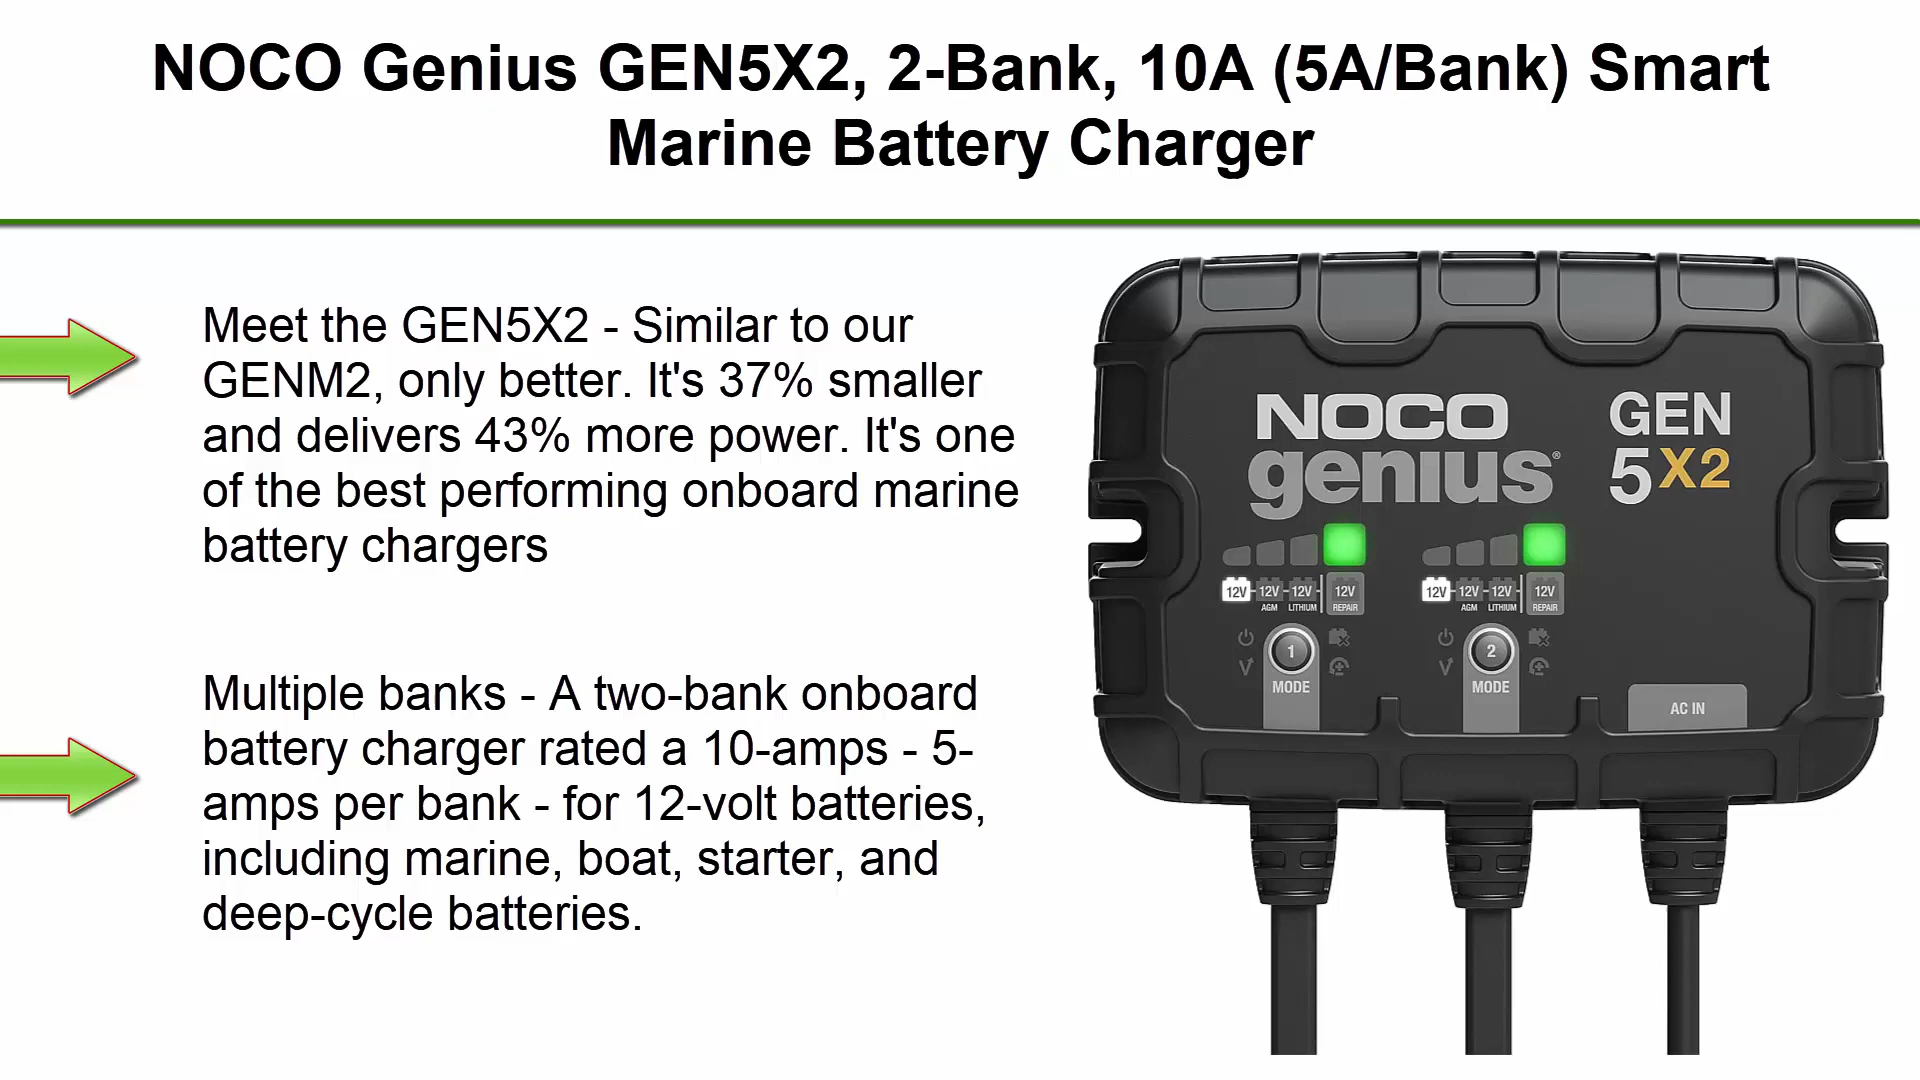 NOCO Genius GEN5X2, 2-Bank, 10A (5A/Bank) Smart
Marine Battery Charger
Meet the GEN5X2 - Similar to our
GENM2, only better. It's 37% smaller
and delivers 43% more power. It's one
of the best performing onboard marine
battery chargers
Multiple banks - A two-bank onboard
battery charger rated a 10-amps - 5-
amps per bank - for 12-volt batteries,
including marine, boat, starter, and
deep-cycle batteries.
NOCO
genius®
GEN
5X2
12V 12V 12V 12V
AGM LITHIUM REPAIR
1
MODE
12V 12V 12V 12V
AGM LITHIUM REPAIR
2
MODE
AC IN